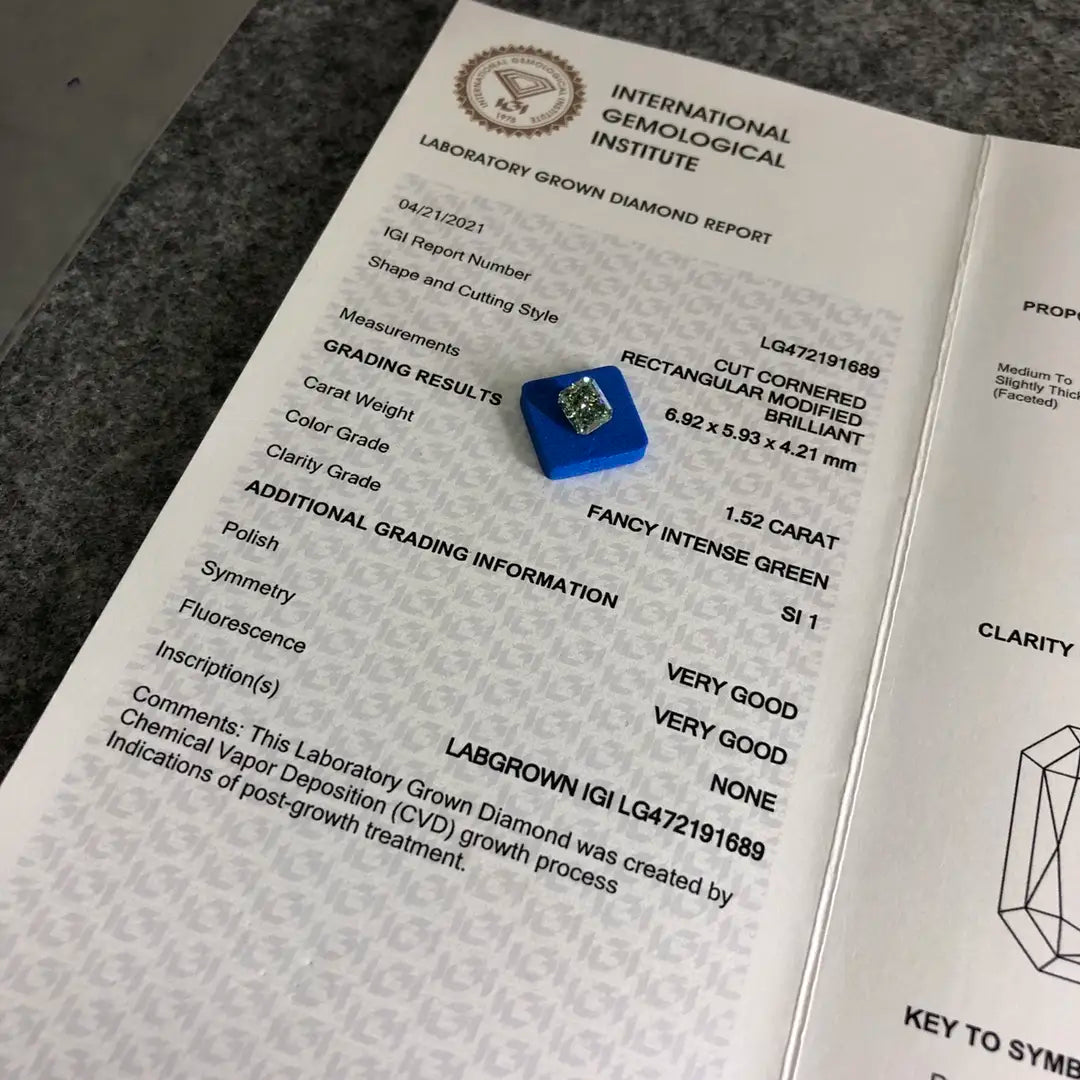 INTERNATIONAL GEMOLOGICAL INSTITUTE
1975
INTERNATIONAL
GEMOLOGICAL
INSTITUTE
LABORATORY GROWN DIAMOND REPORT
04/21/2021
IGI Report Number
LG472191689
Shape and Cutting Style
CUT CORNERED
RECTANGULAR MODIFIED
BRILLIANT
Measurements
6.92 x 5.93 x 4.21 mm
GRADING RESULTS
Carat Weight
1.52 CARAT
Color Grade
FANCY INTENSE GREEN
Clarity Grade
SI 1
ADDITIONAL GRADING INFORMATION
Polish
VERY GOOD
Symmetry
VERY GOOD
Fluorescence
NONE
Inscription(s)
LABGROWN IGI LG472191689
Comments: This Laboratory Grown Diamond was created by
Chemical Vapor Deposition (CVD) growth process
Indications of post-growth treatment.
Medium To
Slightly Thick
(Faceted)
CLARITY
KEY TO